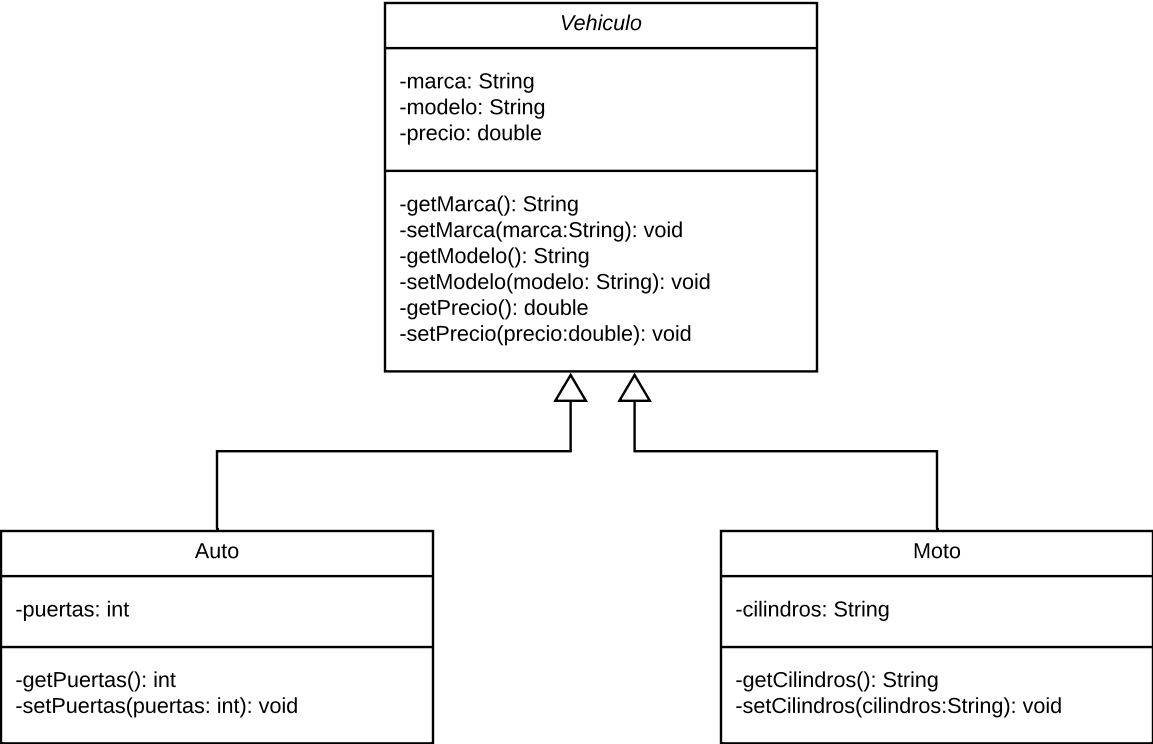 Vehiculo
-marca: String
-modelo: String
-precio: double
-getMarca(): String
-setMarca(marca:String): void
-getModelo(): String
-setModelo(modelo: String): void
-getPrecio(): double
-setPrecio(precio:double): void
Auto
-puertas: int
-getPuertas(): int
-setPuertas(puertas: int): void
Moto
-cilindros: String
-getCilindros(): String
-setCilindros(cilindros:String): void